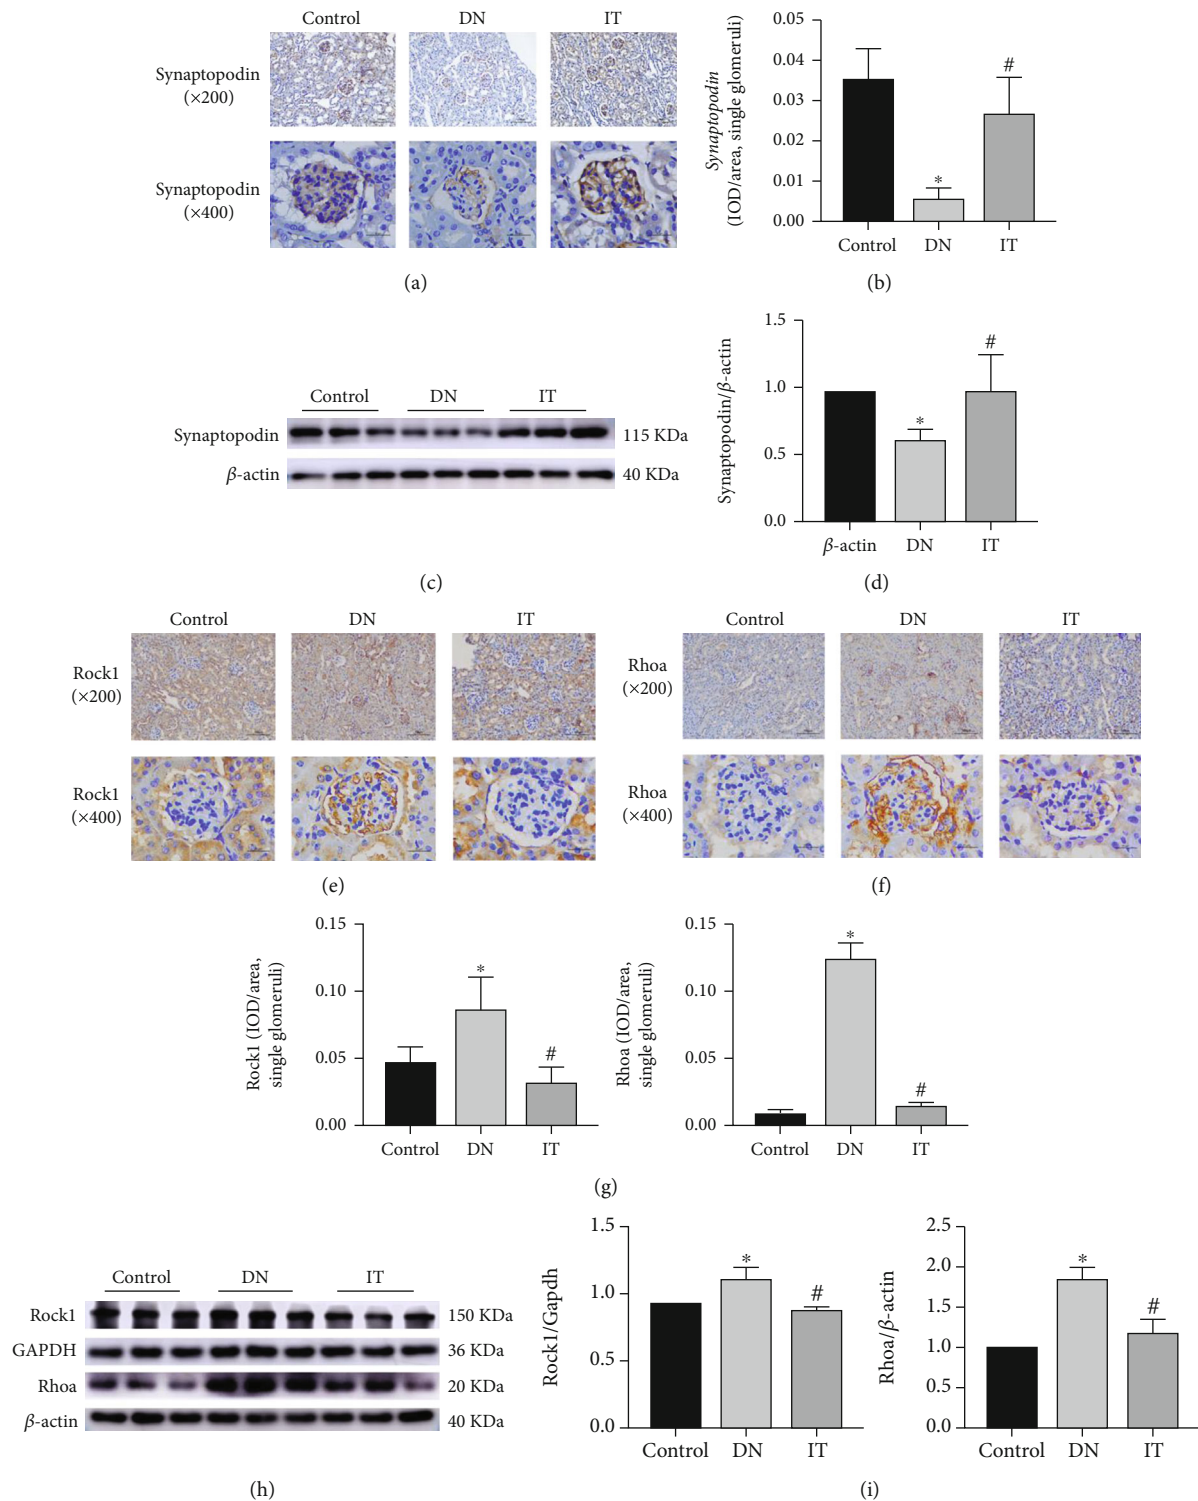 Control DN IT
Synaptopodin
(×200)
Synaptopodin
(×400)
(a)
Synaptopodin
(IOD/area, single glomeruli)
0.05
0.04
0.03
0.02
0.01
0.00
* #
Control DN IT
(b)
Control DN IT
Synaptopodin 115 KDa
β-actin 40 KDa
(c)
Synaptopodin/β-actin
1.5
1.0
0.5
0.0
* #
β-actin DN IT
(d)
Control DN IT
Rock1
(×200)
Rock1
(×400)
(e)
Control DN IT
Rhoa
(×200)
Rhoa
(×400)
(f)
Rock1 (IOD/area,
single glomeruli)
0.15
0.10
0.05
0.00
* #
Control DN IT
Rhoa (IOD/area,
single glomeruli)
0.15
0.10
0.05
0.00
* #
Control DN IT
(g)
Control DN IT
Rock1 150 KDa
GAPDH 36 KDa
Rhoa 20 KDa
β-actin 40 KDa
(h)
Rock1/Gapdh
1.5
1.0
0.5
0.0
* #
Control DN IT
Rhoa/β-actin
2.5
2.0
1.5
1.0
0.5
0.0
* #
Control DN IT
(i)